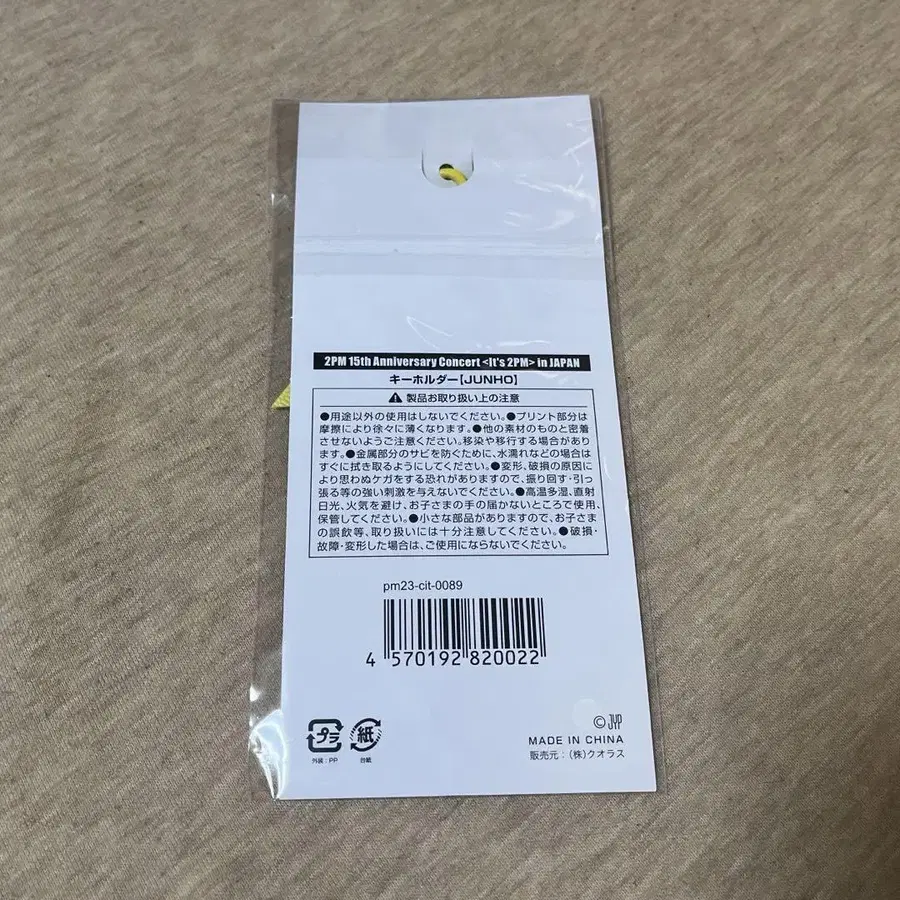 2PM 15th Anniversary Concert <It's 2PM> in JAPAN
キーホルダー【JUNHO】
⚠ 製品お取り扱い上の注意
●用途以外の使用はしないでください。●プリント部分は
摩擦により徐々に薄くなります。●他の素材のものと密着
させないようご注意ください。移染や移行する場合があり
ます。●金属部分のサビを防ぐために、水濡れなどの場合は
すぐに拭き取るようにしてください。●変形、破損の原因に
より思わぬケガをする恐れがありますので、振り回す・引っ
張る等の強い刺激を与えないでください。●高温多湿、直射
日光、火気を避け、お子さまの手の届かないところで使用、
保管してください。●小さな部品がありますので、お子さま
の誤飲等、取り扱いには十分注意してください。●破損・
故障・変形した場合は、ご使用にならないでください。
pm23-cit-0089
4 570192 820022
プラ 紙
外装:PP 台紙
© JYP
MADE IN CHINA
販売元:(株)クオラス